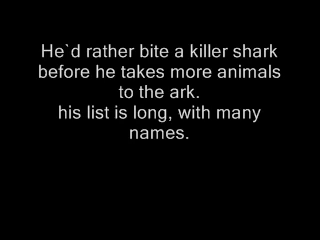 He`d rather bite a killer shark
before he takes more animals
to the ark.
his list is long, with many
names.